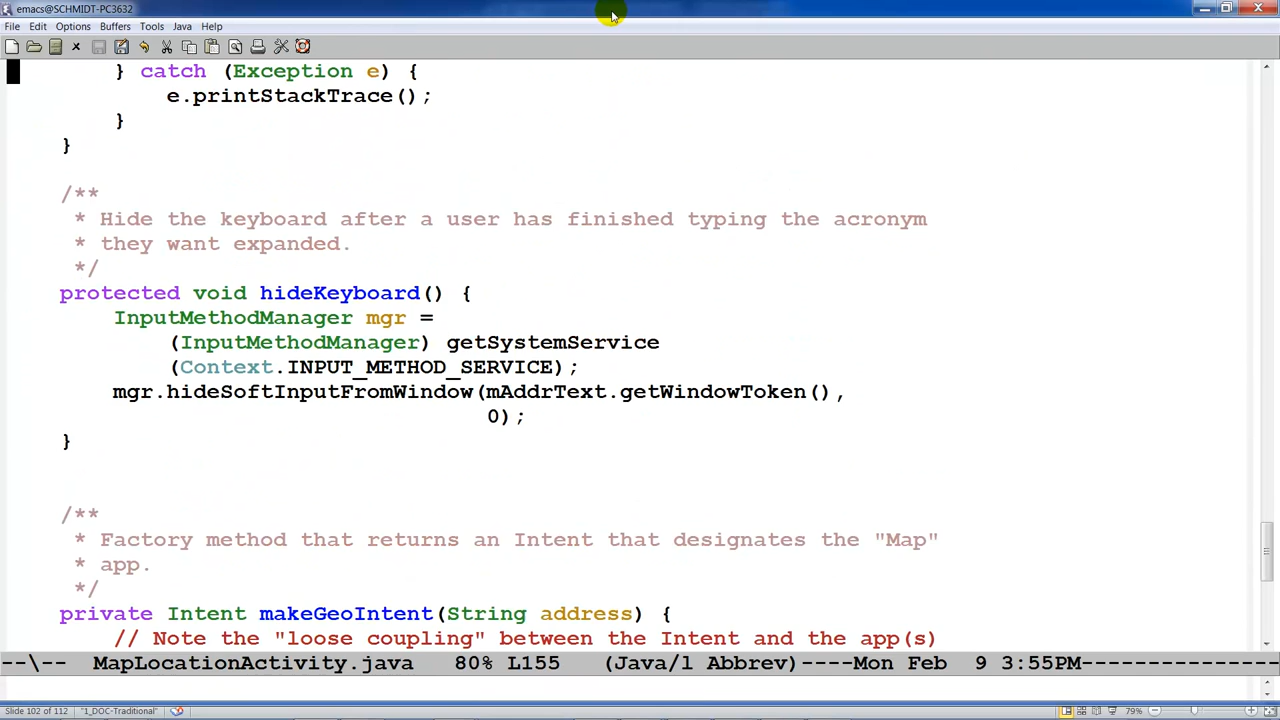 emacs@SCHMIDT-PC3632
File Edit Options Buffers Tools Java Help
} catch (Exception e) {
e.printStackTrace();
}
}
/**
* Hide the keyboard after a user has finished typing the acronym
* they want expanded.
*/
protected void hideKeyboard() {
InputMethodManager mgr =
(InputMethodManager) getSystemService
(Context.INPUT_METHOD_SERVICE);
mgr.hideSoftInputFromWindow(mAddrText.getWindowToken(),
0);
}
/**
* Factory method that returns an Intent that designates the "Map"
* app.
*/
private Intent makeGeoIntent(String address) {
// Note the "loose coupling" between the Intent and the app(s)
--\-- MapLocationActivity.java 80% L155 (Java/l Abbrev)----Mon Feb 9 3:55PM---------------
Slide 102 of 112 "1_DOC-Traditional" 79%